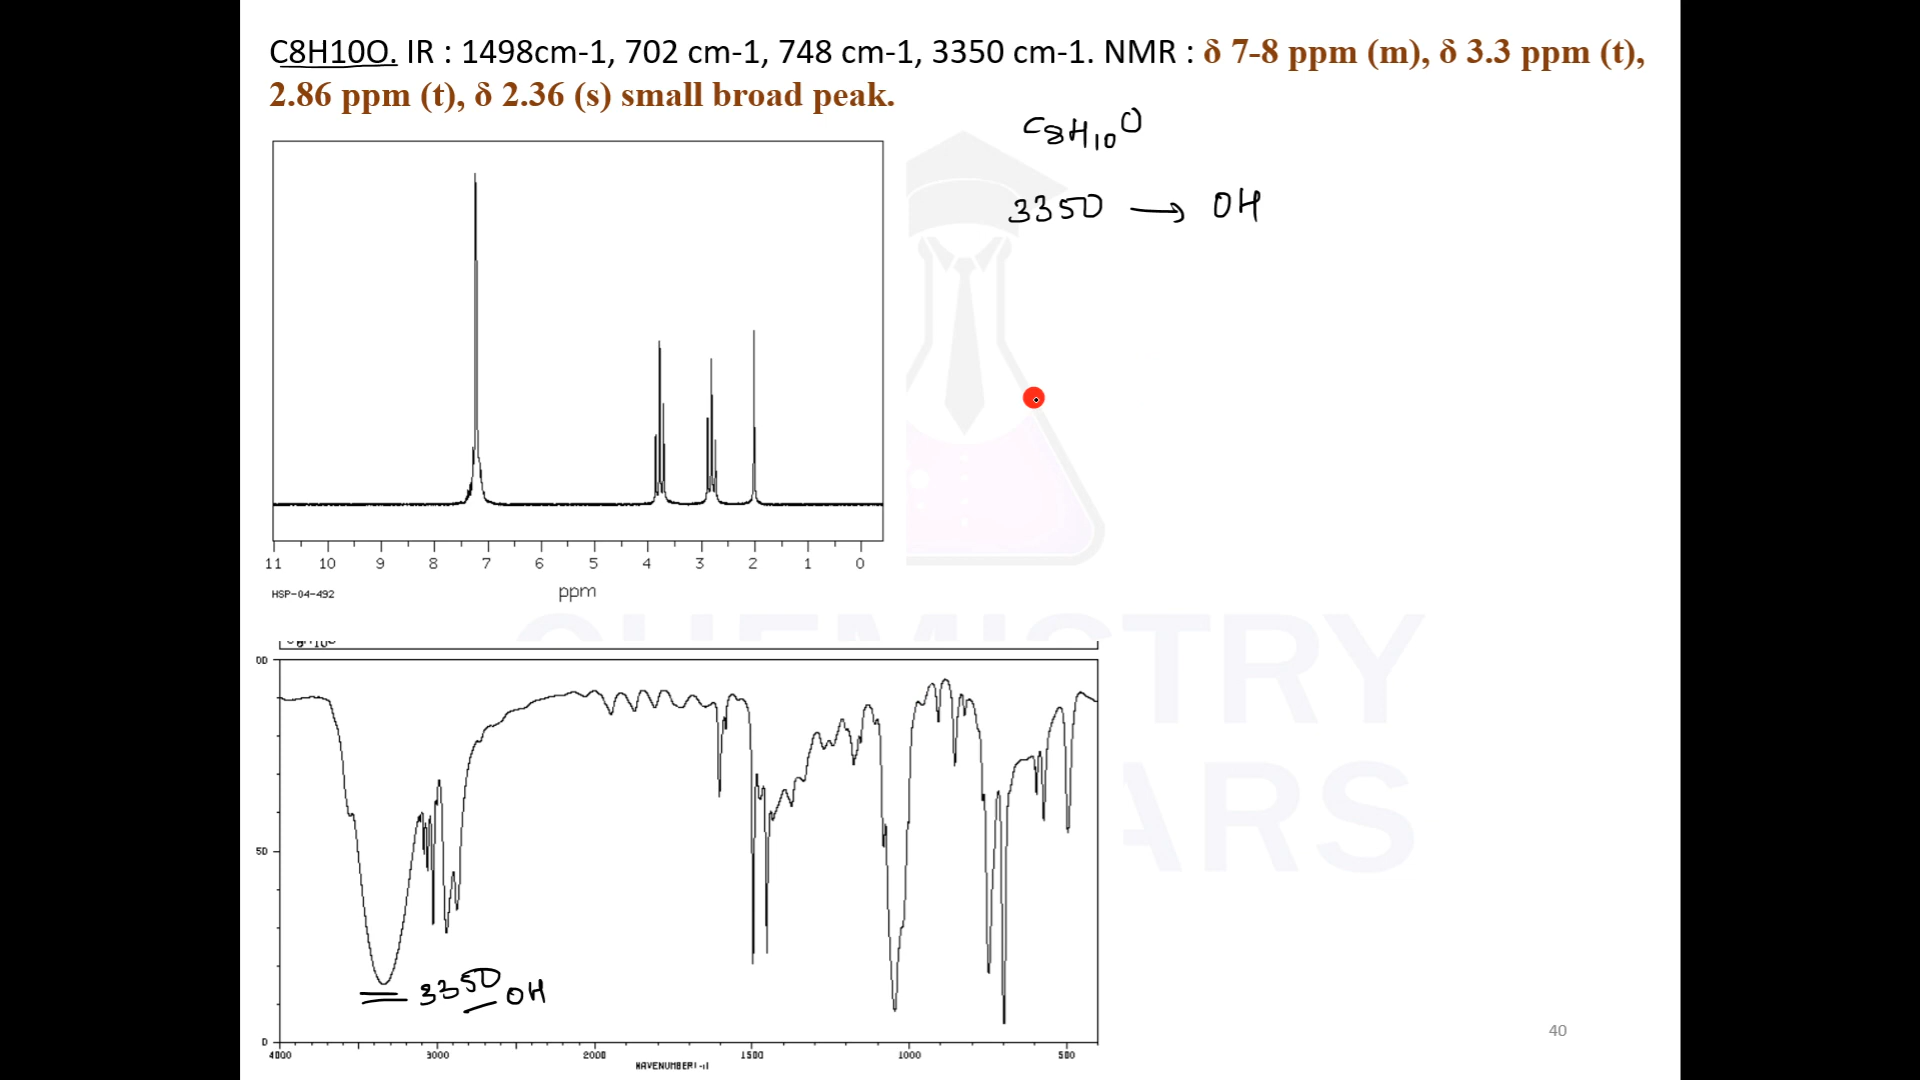 C8H10O. IR : 1498cm-1, 702 cm-1, 748 cm-1, 3350 cm-1. NMR : δ 7-8 ppm (m), δ 3.3 ppm (t),
2.86 ppm (t), δ 2.36 (s) small broad peak.
C8H10O
3350 → OH
11 10 9 8 7 6 5 4 3 2 1 0
HSP-04-492
ppm
CHEMISTRY
ARS
50
3350 OH
0
4000 3000 2000 1500 1000 500
40